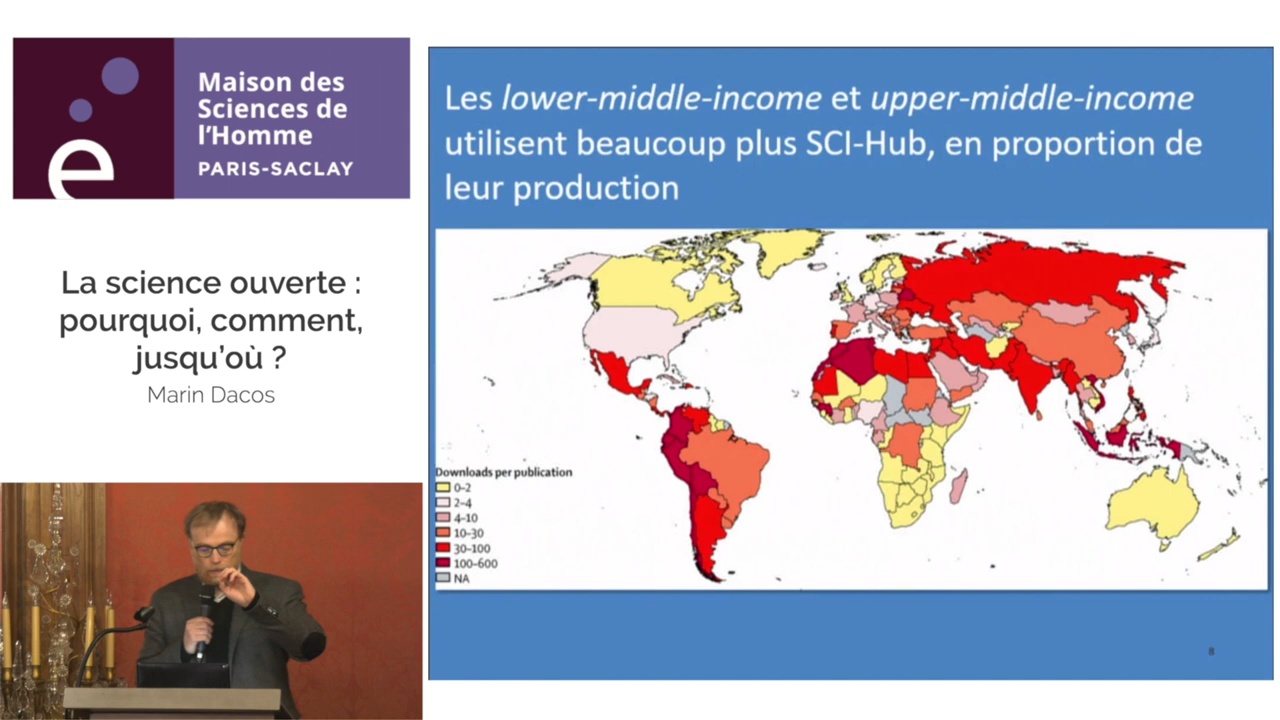 Maison des
Sciences de
l'Homme
PARIS-SACLAY
e
La science ouverte :
pourquoi, comment,
jusqu'où ?
Marin Dacos
Les lower-middle-income et upper-middle-income
utilisent beaucoup plus SCI-Hub, en proportion de
leur production
Downloads per publication
0–2
2–4
4–10
10–30
30–100
100–600
NA
8